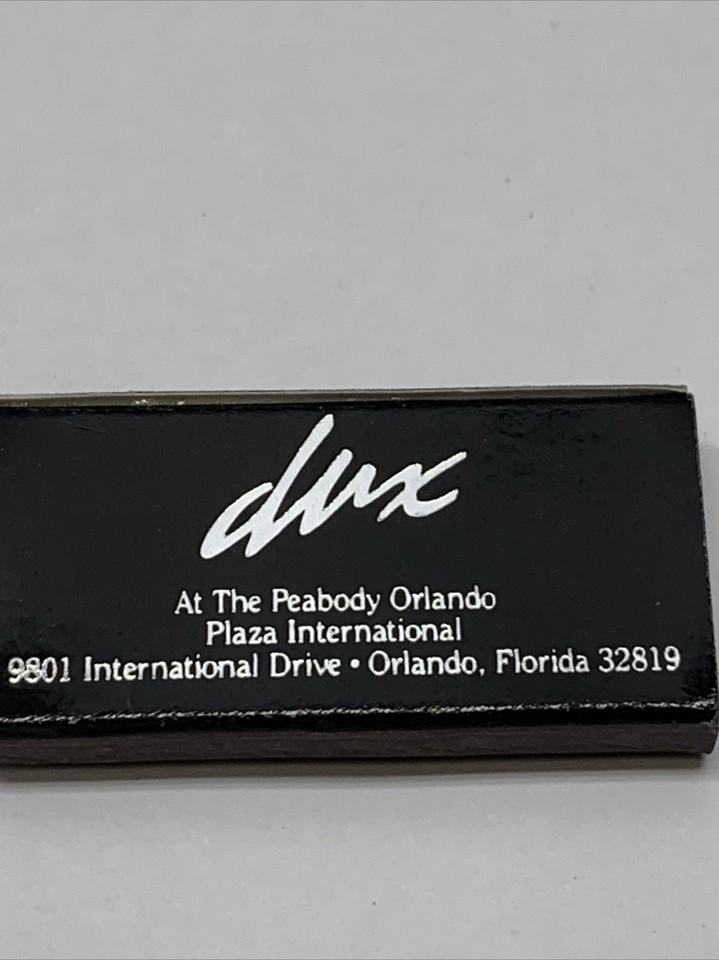 dux
At The Peabody Orlando
Plaza International
9801 International Drive • Orlando, Florida 32819